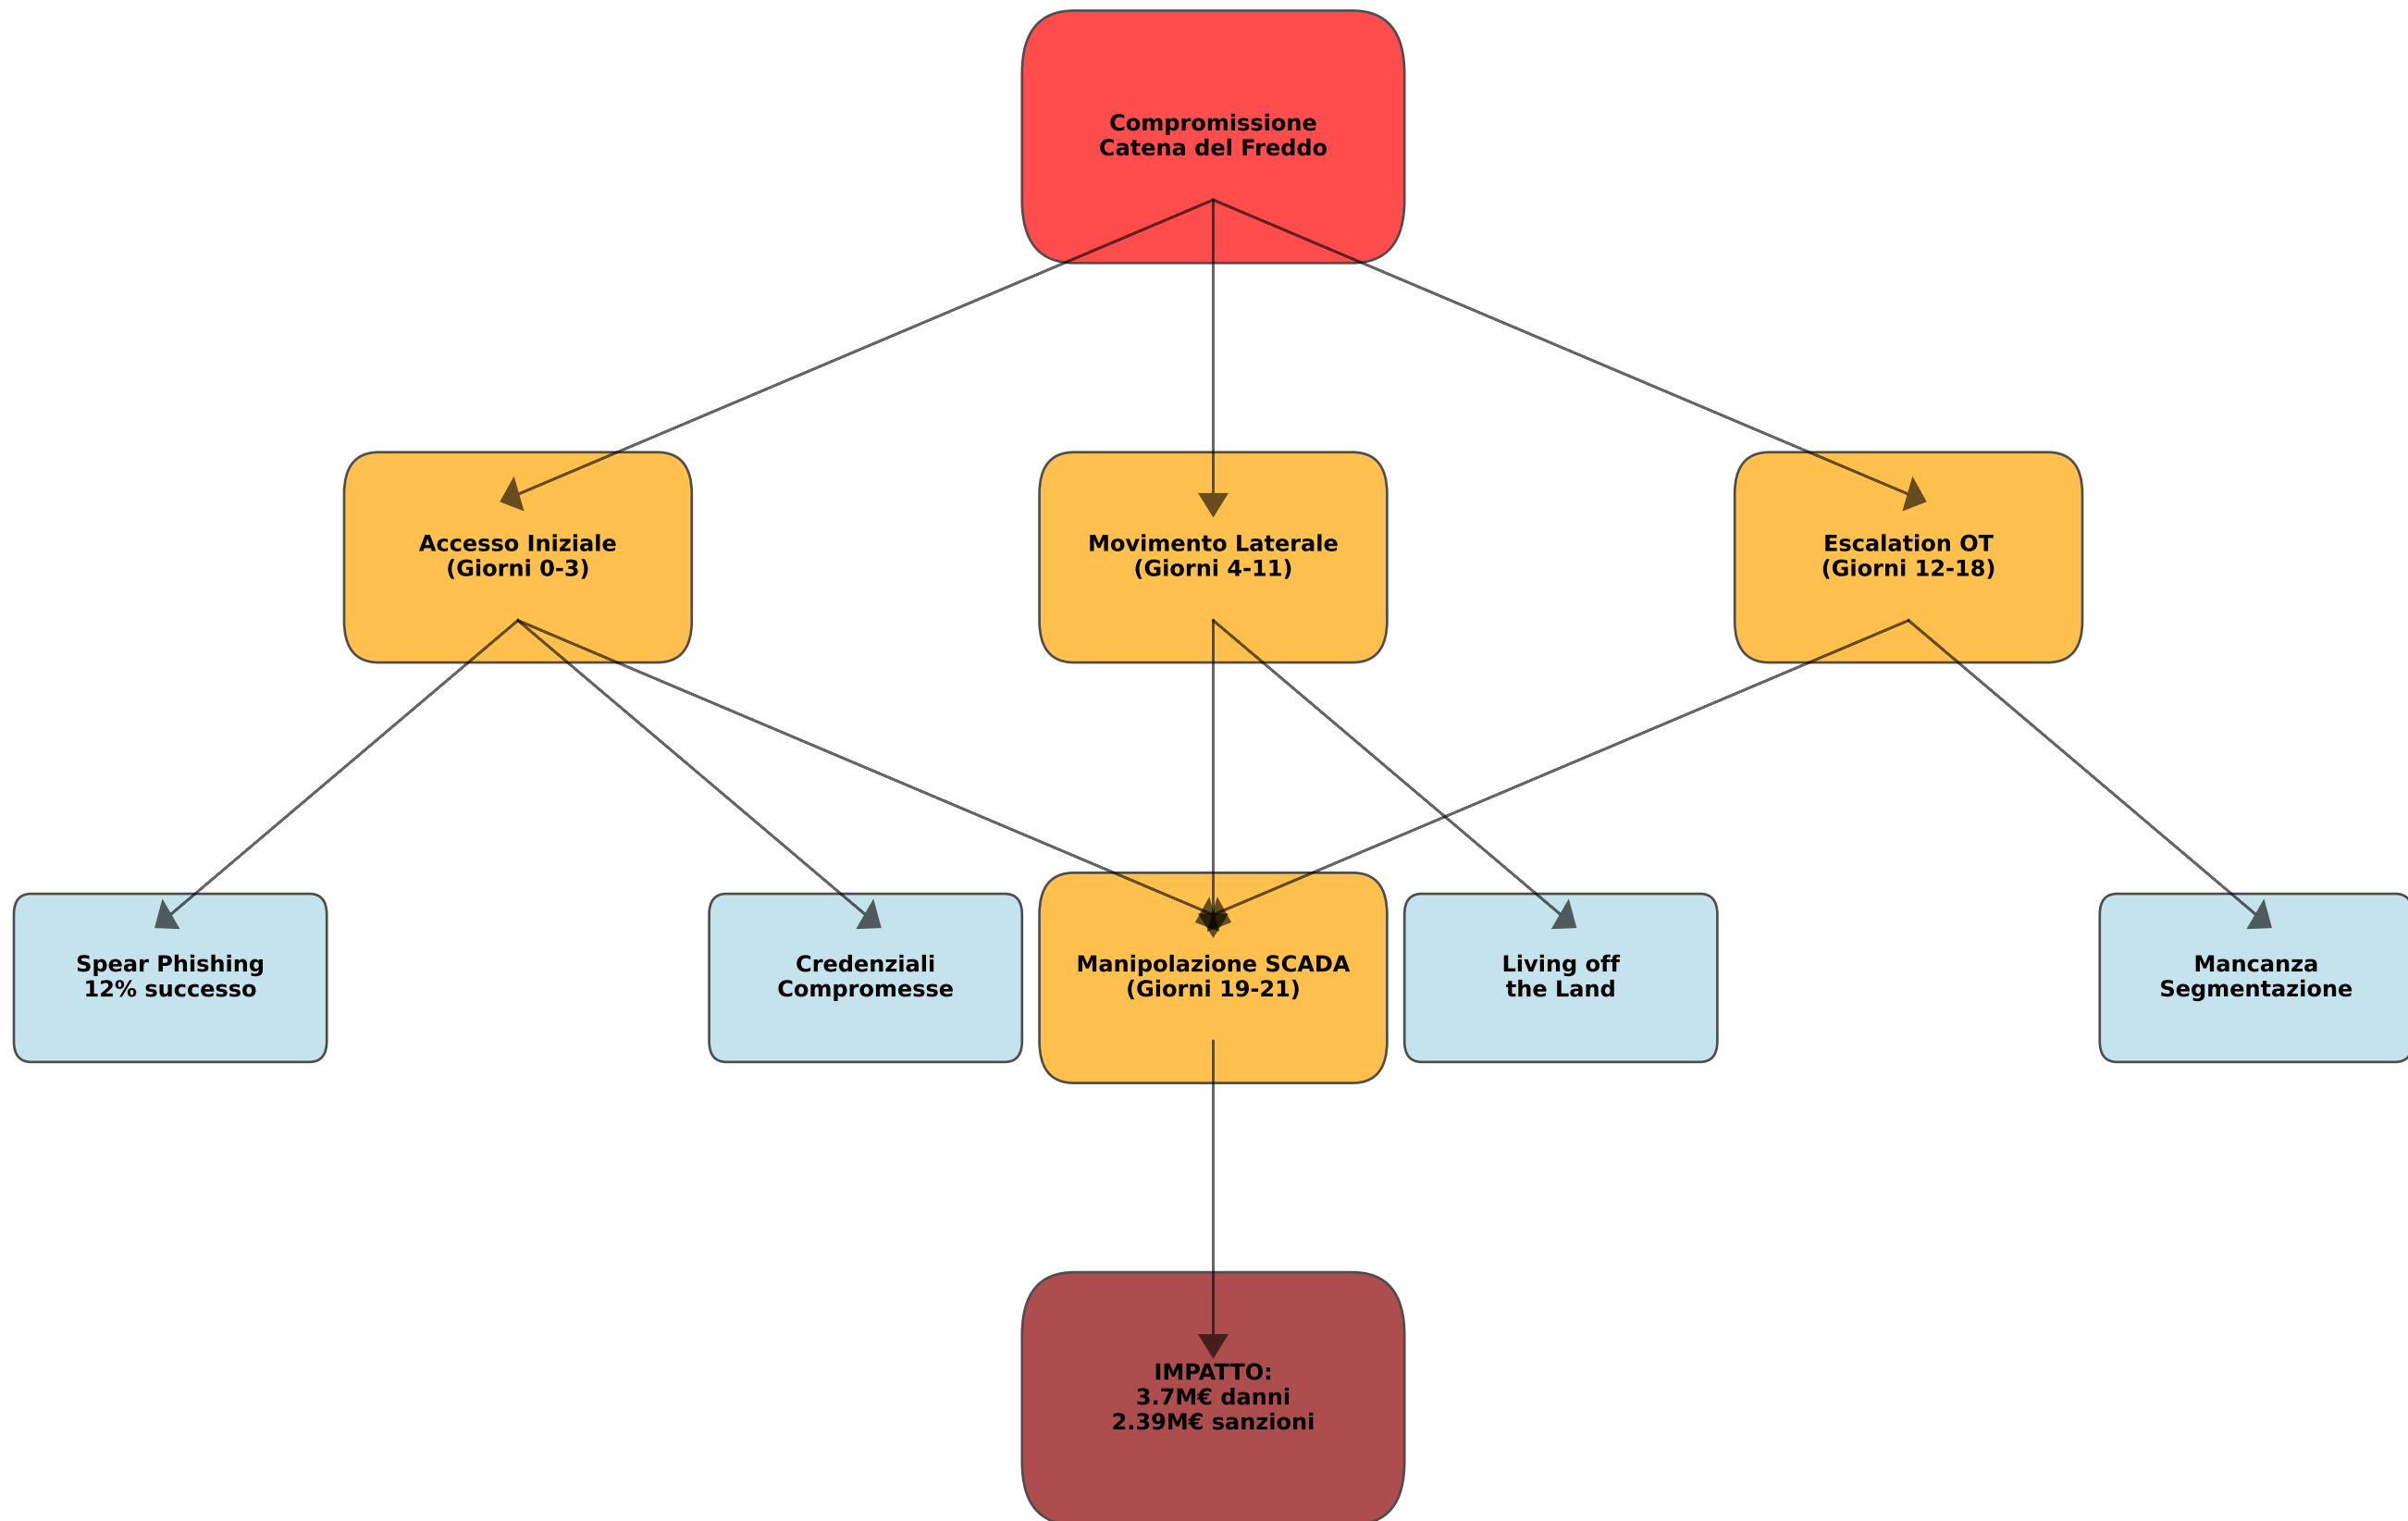 Compromissione
Catena del Freddo
Accesso Iniziale
(Giorni 0-3)
Movimento Laterale
(Giorni 4-11)
Escalation OT
(Giorni 12-18)
Spear Phishing
12% successo
Credenziali
Compromesse
Manipolazione SCADA
(Giorni 19-21)
Living off
the Land
Mancanza
Segmentazione
IMPATTO:
3.7M€ danni
2.39M€ sanzioni